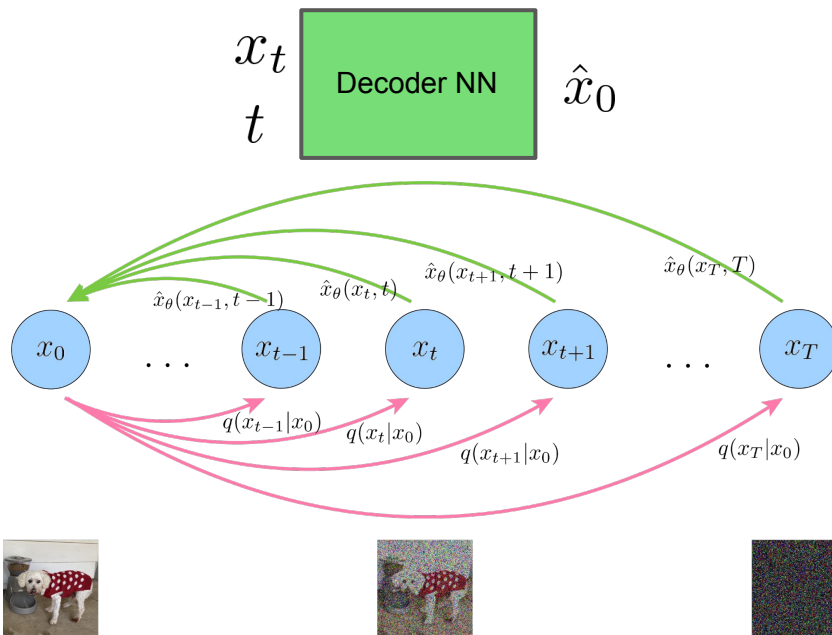 x_t
Decoder NN
x̂_0
t
x̂_θ(x_{t-1}, t-1)
x̂_θ(x_t, t)
x̂_θ(x_{t+1}, t+1)
x̂_θ(x_T, T)
x_0
. . .
x_{t-1}
x_t
x_{t+1}
. . .
x_T
q(x_{t-1}|x_0)
q(x_t|x_0)
q(x_{t+1}|x_0)
q(x_T|x_0)